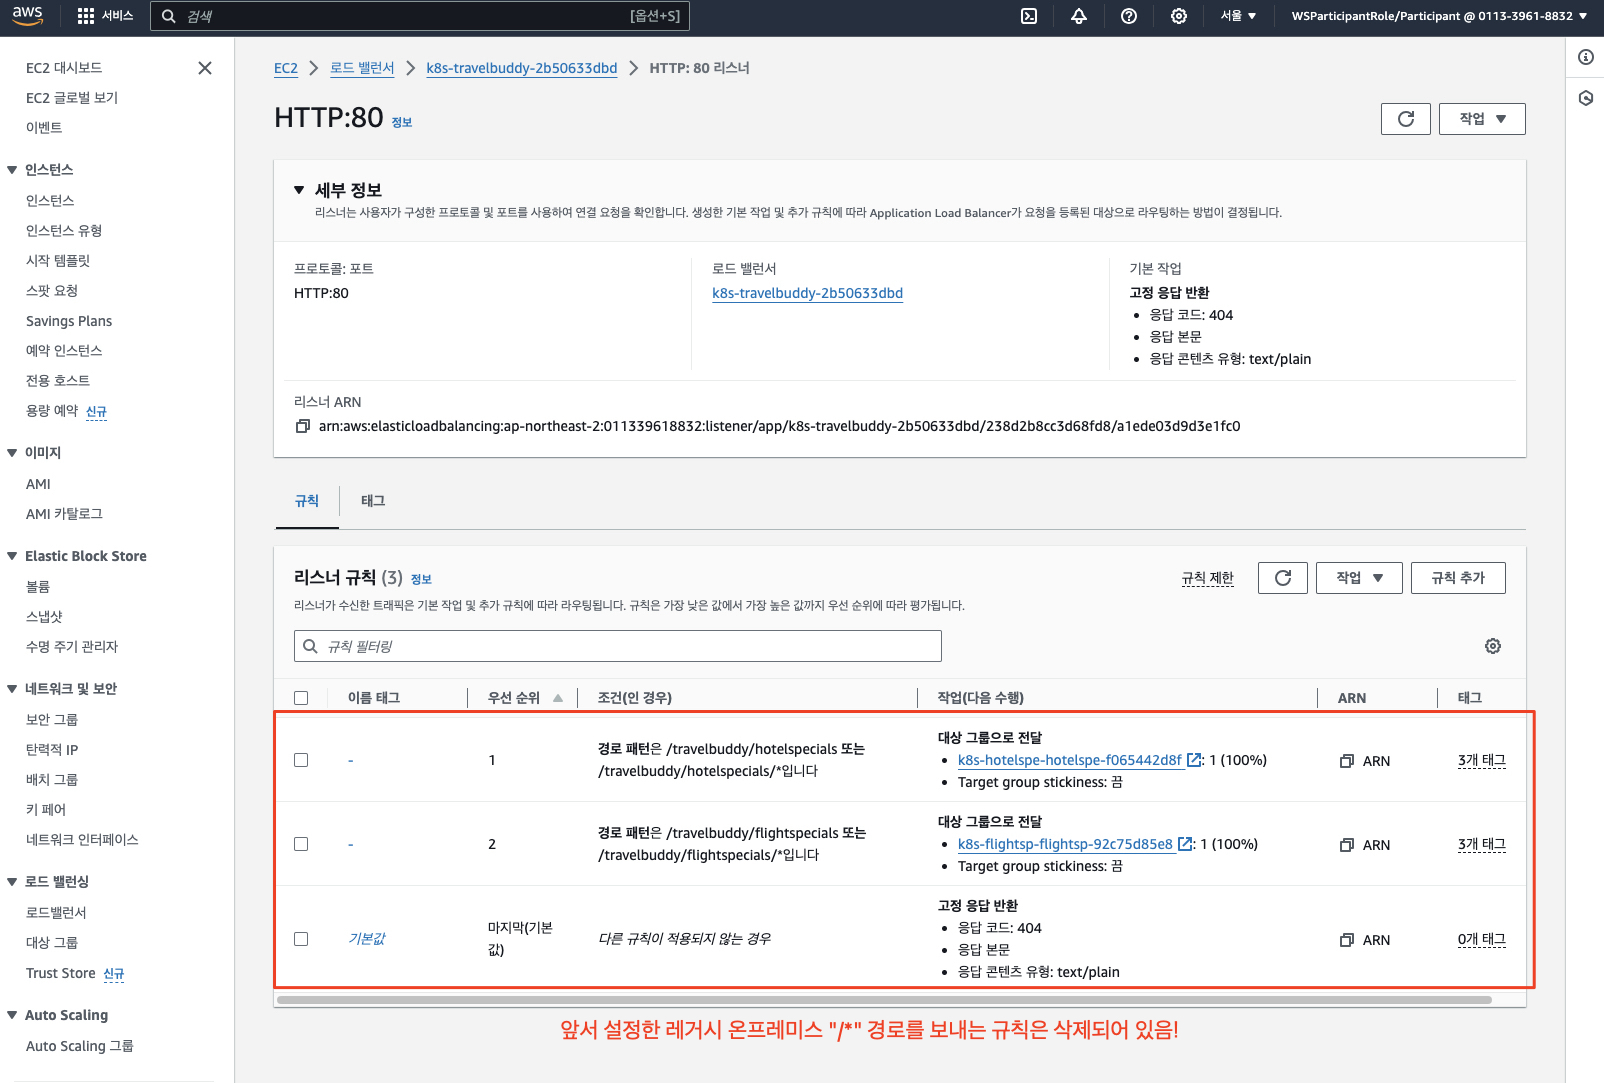 aws
서비스
검색
[옵션+S]
서울 ▼
WSParticipantRole/Participant @ 0113-3961-8832 ▼
EC2 대시보드
EC2 글로벌 보기
이벤트
인스턴스
인스턴스
인스턴스 유형
시작 템플릿
스팟 요청
Savings Plans
예약 인스턴스
전용 호스트
용량 예약 신규
이미지
AMI
AMI 카탈로그
Elastic Block Store
볼륨
스냅샷
수명 주기 관리자
네트워크 및 보안
보안 그룹
탄력적 IP
배치 그룹
키 페어
네트워크 인터페이스
로드 밸런싱
로드밸런서
대상 그룹
Trust Store 신규
Auto Scaling
Auto Scaling 그룹
EC2 > 로드 밸런서 > k8s-travelbuddy-2b50633dbd > HTTP: 80 리스너
HTTP:80 정보
작업 ▼
▼ 세부 정보
리스너는 사용자가 구성한 프로토콜 및 포트를 사용하여 연결 요청을 확인합니다. 생성한 기본 작업 및 추가 규칙에 따라 Application Load Balancer가 요청을 등록된 대상으로 라우팅하는 방법이 결정됩니다.
프로토콜: 포트
HTTP:80
로드 밸런서
k8s-travelbuddy-2b50633dbd
기본 작업
고정 응답 반환
• 응답 코드: 404
• 응답 본문
• 응답 콘텐츠 유형: text/plain
리스너 ARN
arn:aws:elasticloadbalancing:ap-northeast-2:011339618832:listener/app/k8s-travelbuddy-2b50633dbd/238d2b8cc3d68fd8/a1ede03d9d3e1fc0
규칙
태그
리스너 규칙 (3) 정보
규칙 제한
작업 ▼
규칙 추가
리스너가 수신한 트래픽은 기본 작업 및 추가 규칙에 따라 라우팅됩니다. 규칙은 가장 낮은 값에서 가장 높은 값까지 우선 순위에 따라 평가됩니다.
규칙 필터링
이름 태그
우선 순위
조건(인 경우)
작업(다음 수행)
ARN
태그
-
1
경로 패턴은 /travelbuddy/hotelspecials 또는
/travelbuddy/hotelspecials/*입니다
대상 그룹으로 전달
• k8s-hotelspe-hotelspe-f065442d8f : 1 (100%)
• Target group stickiness: 끔
ARN
3개 태그
-
2
경로 패턴은 /travelbuddy/flightspecials 또는
/travelbuddy/flightspecials/*입니다
대상 그룹으로 전달
• k8s-flightsp-flightsp-92c75d85e8 : 1 (100%)
• Target group stickiness: 끔
ARN
3개 태그
기본값
마지막(기본
값)
다른 규칙이 적용되지 않는 경우
고정 응답 반환
• 응답 코드: 404
• 응답 본문
• 응답 콘텐츠 유형: text/plain
ARN
0개 태그
앞서 설정한 레거시 온프레미스 "/*" 경로를 보내는 규칙은 삭제되어 있음!